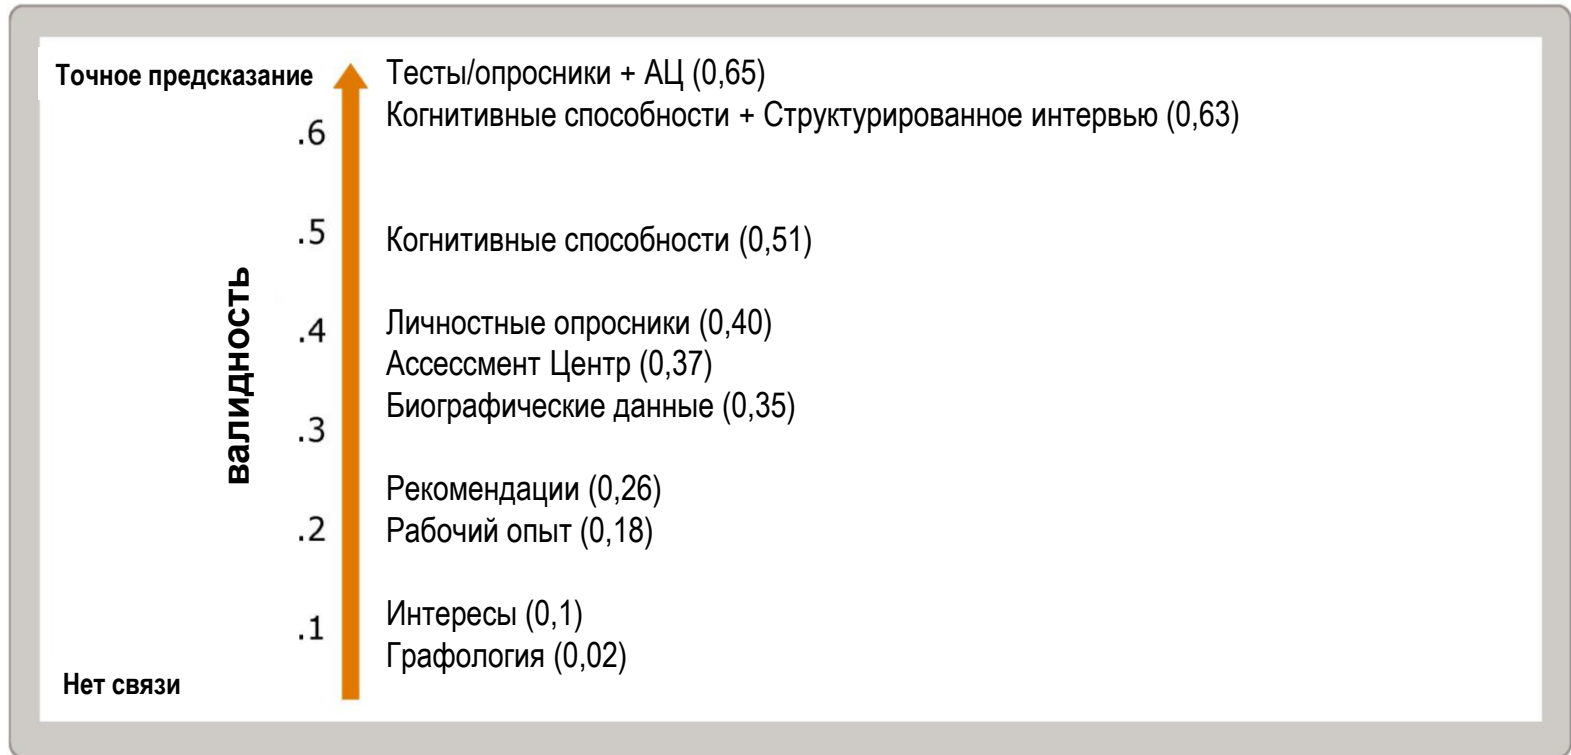 Точное предсказание
Тесты/опросники + АЦ (0,65)
Когнитивные способности + Структурированное интервью (0,63)
.6
.5
Когнитивные способности (0,51)
валидность
.4
Личностные опросники (0,40)
Ассессмент Центр (0,37)
Биографические данные (0,35)
.3
Рекомендации (0,26)
.2
Рабочий опыт (0,18)
Интересы (0,1)
.1
Графология (0,02)
Нет связи